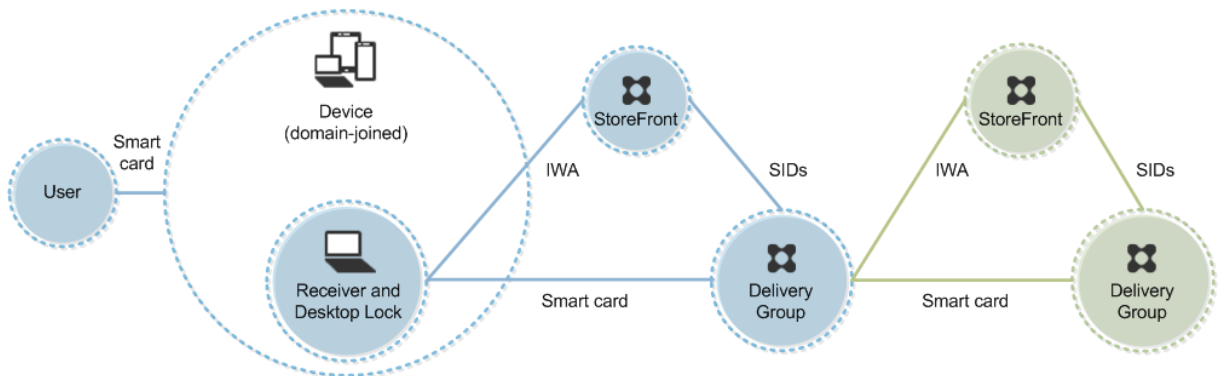 User
Smart
card
Device
(domain-joined)
Receiver and
Desktop Lock
IWA
StoreFront
SIDs
Smart card
Delivery
Group
IWA
StoreFront
SIDs
Smart card
Delivery
Group